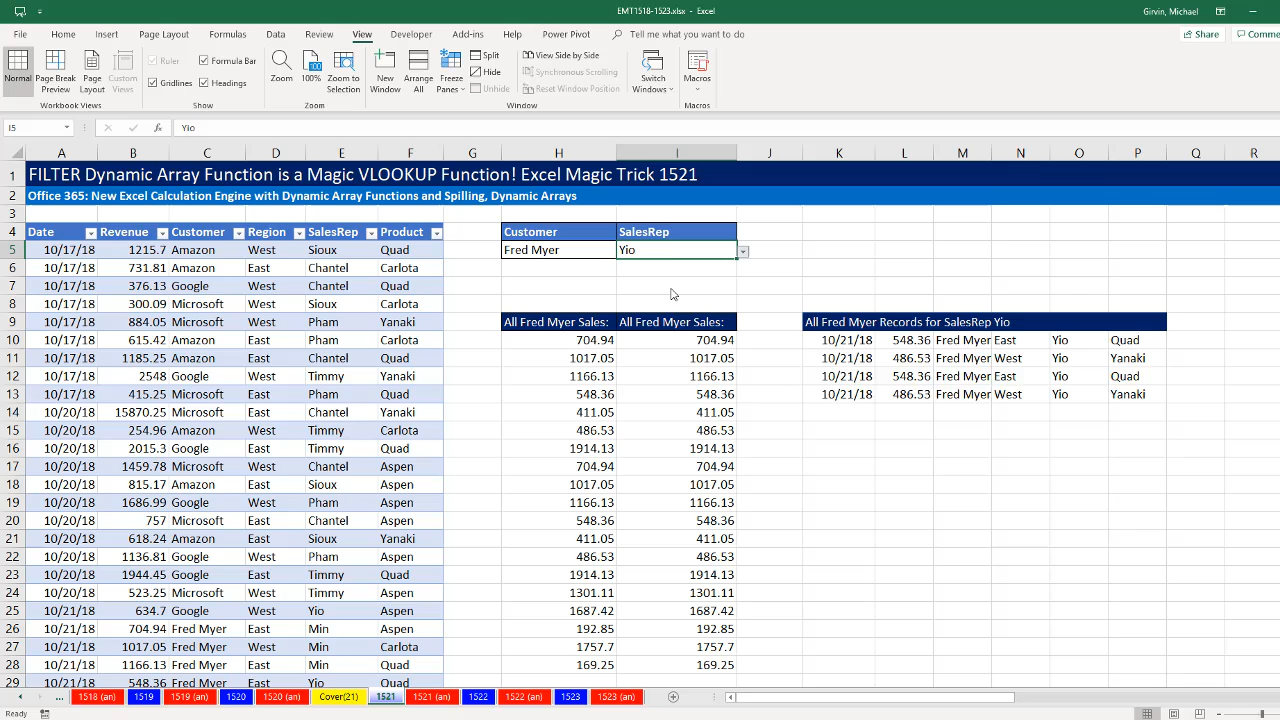 EMT1518-1523.xlsx - Excel
Girvin, Michael
File Home Insert Page Layout Formulas Data Review View Developer Add-ins Help Power Pivot Tell me what you want to do Share Comme
Normal
Page Break Preview
Page Layout
Custom Views
Workbook Views
Ruler Formula Bar
Gridlines Headings
Show
Zoom
100%
Zoom to Selection
Zoom
New Window
Arrange All
Freeze Panes
Split
Hide
Unhide
View Side by Side
Synchronous Scrolling
Reset Window Position
Window
Switch Windows
Macros
Macros
I5 fx Yio
A B C D E F G H I J K L M N O P Q R
1 FILTER Dynamic Array Function is a Magic VLOOKUP Function! Excel Magic Trick 1521
2 Office 365: New Excel Calculation Engine with Dynamic Array Functions and Spilling, Dynamic Arrays
3
4 Date Revenue Customer Region SalesRep Product Customer SalesRep
5 10/17/18 1215.7 Amazon West Sioux Quad Fred Myer Yio
6 10/17/18 731.81 Amazon East Chantel Carlota
7 10/17/18 376.13 Google West Chantel Quad
8 10/17/18 300.09 Microsoft West Sioux Carlota
9 10/17/18 884.05 Microsoft West Pham Yanaki All Fred Myer Sales: All Fred Myer Sales: All Fred Myer Records for SalesRep Yio
10 10/17/18 615.42 Amazon East Pham Carlota 704.94 704.94 10/21/18 548.36 Fred Myer East Yio Quad
11 10/17/18 1185.25 Amazon East Chantel Quad 1017.05 1017.05 10/21/18 486.53 Fred Myer West Yio Yanaki
12 10/17/18 2548 Google West Timmy Yanaki 1166.13 1166.13 10/21/18 548.36 Fred Myer East Yio Quad
13 10/17/18 415.25 Microsoft East Pham Quad 548.36 548.36 10/21/18 486.53 Fred Myer West Yio Yanaki
14 10/20/18 15870.25 Microsoft East Chantel Yanaki 411.05 411.05
15 10/20/18 254.96 Amazon West Timmy Carlota 486.53 486.53
16 10/20/18 2015.3 Google East Timmy Quad 1914.13 1914.13
17 10/20/18 1459.78 Microsoft West Chantel Aspen 704.94 704.94
18 10/20/18 815.17 Amazon East Chantel Aspen 1017.05 1017.05
19 10/20/18 1686.99 Google West Pham Aspen 1166.13 1166.13
20 10/20/18 757 Microsoft East Chantel Aspen 548.36 548.36
21 10/20/18 618.24 Amazon East Sioux Yanaki 411.05 411.05
22 10/20/18 1136.81 Google West Pham Aspen 486.53 486.53
23 10/20/18 1944.45 Google East Timmy Quad 1914.13 1914.13
24 10/20/18 523.25 Microsoft East Timmy Aspen 1301.11 1301.11
25 10/21/18 634.7 Google West Yio Aspen 1687.42 1687.42
26 10/21/18 704.94 Fred Myer East Min Aspen 192.85 192.85
27 10/21/18 1017.05 Fred Myer West Min Carlota 1757.7 1757.7
28 10/21/18 1166.13 Fred Myer East Min Quad 169.25 169.25
29 10/21/18 548.36 Fred Myer East Yio Quad
... 1518 (an) 1519 1519 (an) 1520 1520 (an) Cover(21) 1521 1521 (an) 1522 1522 (an) 1523 1523 (an)
Ready